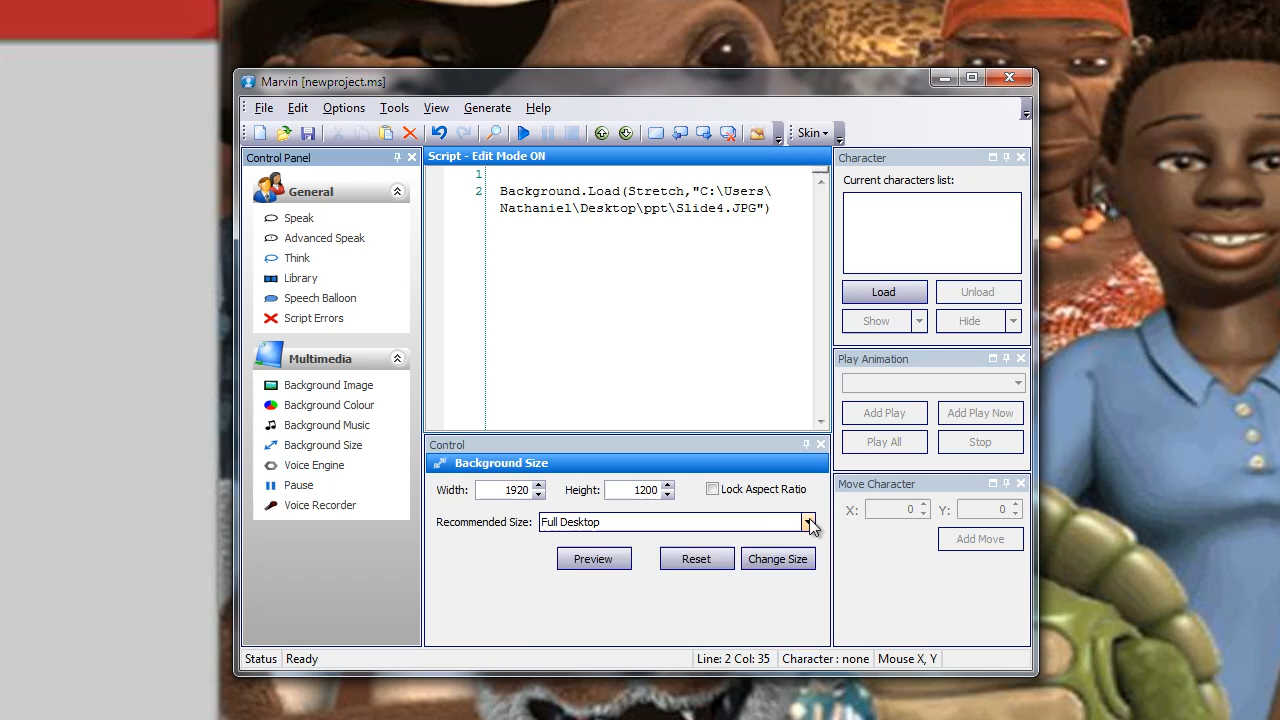 Marvin [newproject.ms]
File Edit Options Tools View Generate Help
Skin
Control Panel
General
Speak
Advanced Speak
Think
Library
Speech Balloon
Script Errors
Multimedia
Background Image
Background Colour
Background Music
Background Size
Voice Engine
Pause
Voice Recorder
Script - Edit Mode ON
1
2 Background.Load(Stretch,"C:\Users\
Nathaniel\Desktop\ppt\Slide4.JPG")
Control
Background Size
Width: 1920 Height: 1200 Lock Aspect Ratio
Recommended Size: Full Desktop
Preview Reset Change Size
Character
Current characters list:
Load Unload
Show Hide
Play Animation
Add Play Add Play Now
Play All Stop
Move Character
X: 0 Y: 0
Add Move
Status Ready Line: 2 Col: 35 Character : none Mouse X, Y